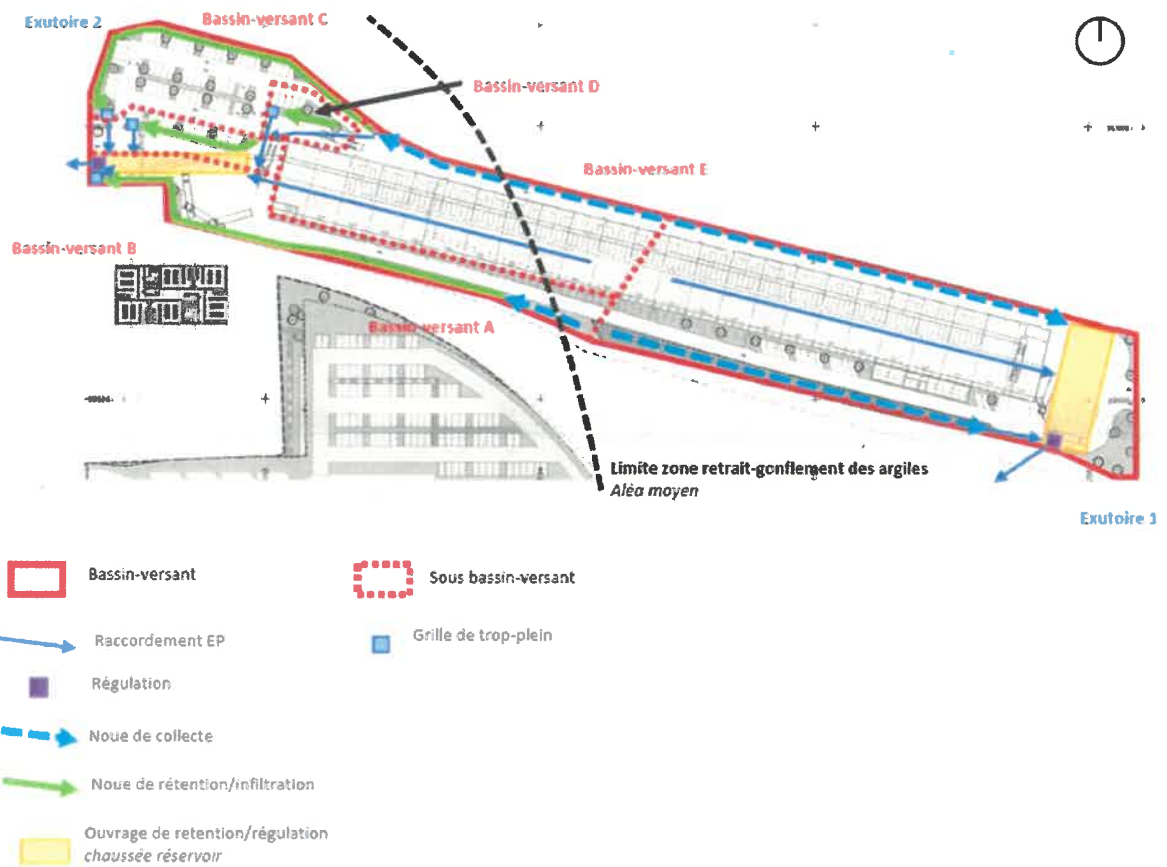 Exutoire 2
Bassin-versant C
Bassin-versant D
Bassin-versant E
Bassin-versant B
Bassin-versant A
Limite zone retrait-gonflement des argiles
Aléa moyen
Exutoire 1
Bassin-versant
Sous bassin-versant
Raccordement EP
Grille de trop-plein
Régulation
Noue de collecte
Noue de rétention/infiltration
Ouvrage de retention/régulation
chaussée réservoir